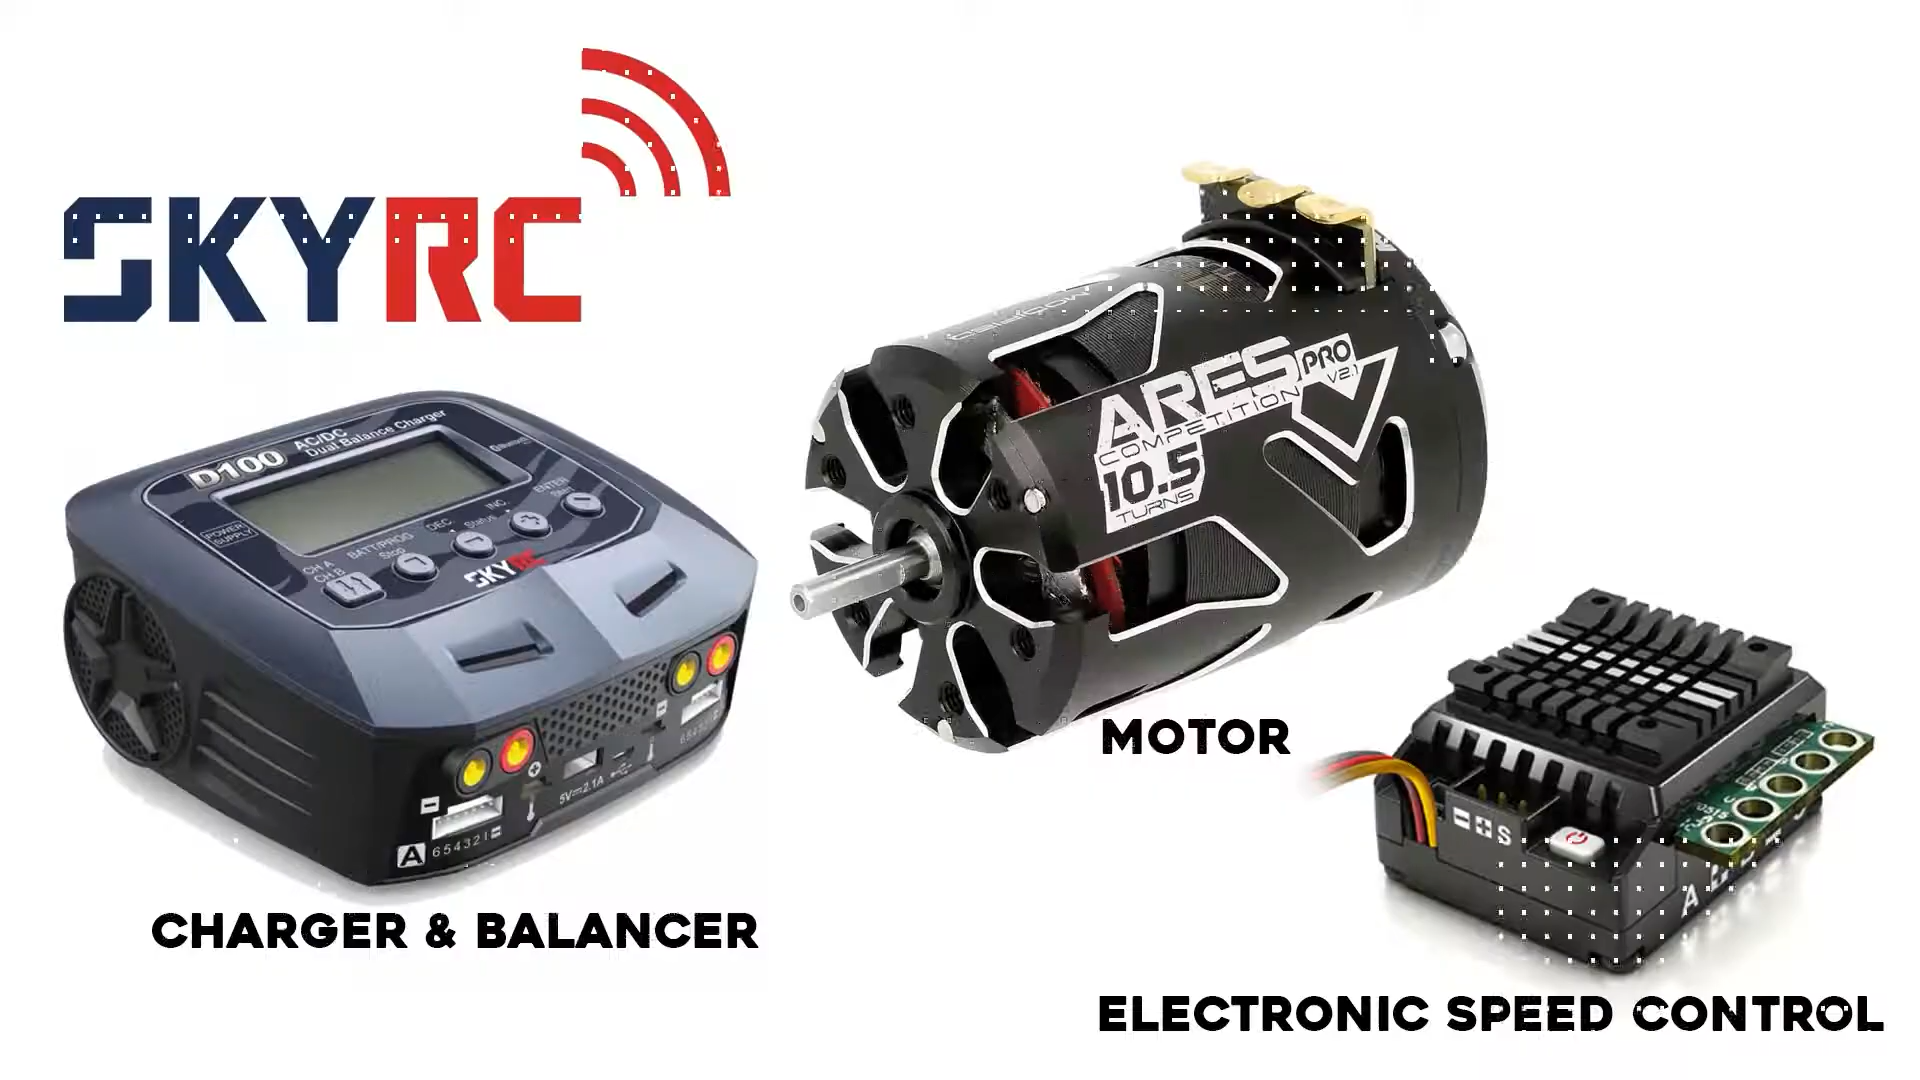 SKYRC
AC/DC
Dual Balance Charger
D100
POWER
SUPPLY
CH A
CH B
BATT/PROG
Stop
DEC.
Status
INC.
ENTER
SKYRC
5V⎓2.1A
A
654321
ARES PRO
V2.1
COMPETITION
10.5
TURNS
MODIFIED
MOTOR
- + S
A
CHARGER & BALANCER
ELECTRONIC SPEED CONTROL